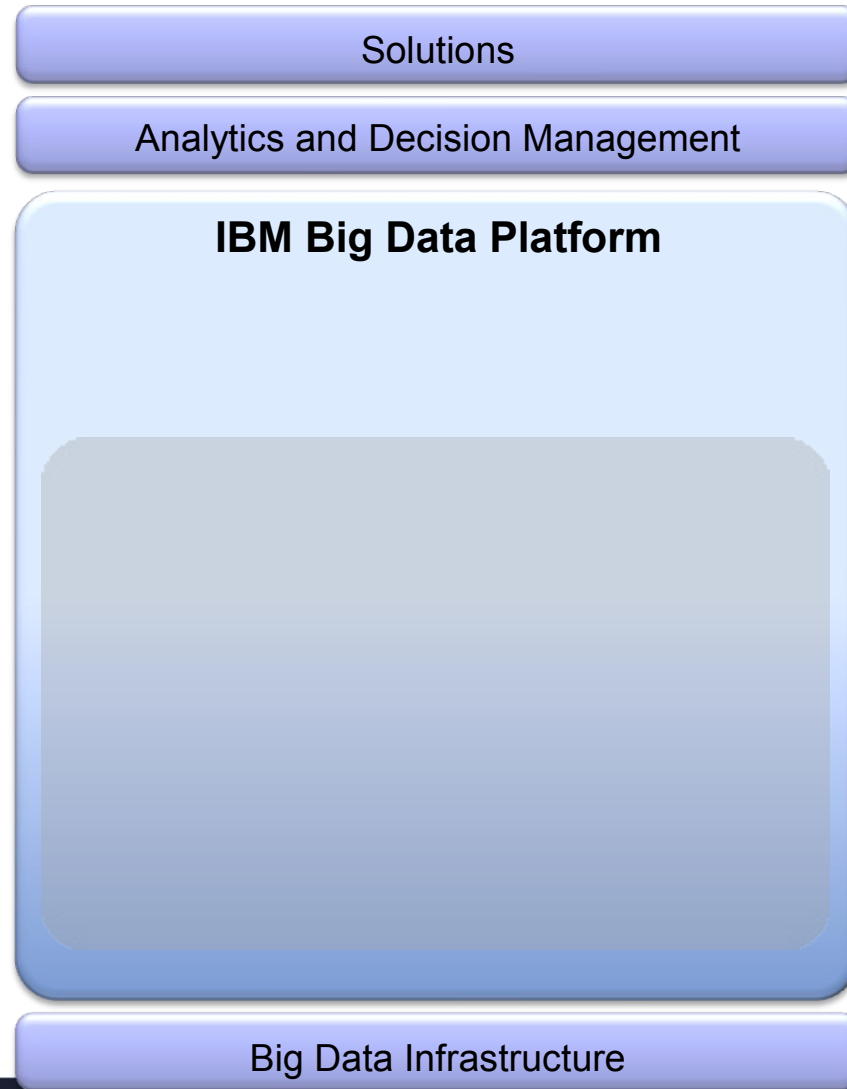 Solutions
Analytics and Decision Management
IBM Big Data Platform
Big Data Infrastructure